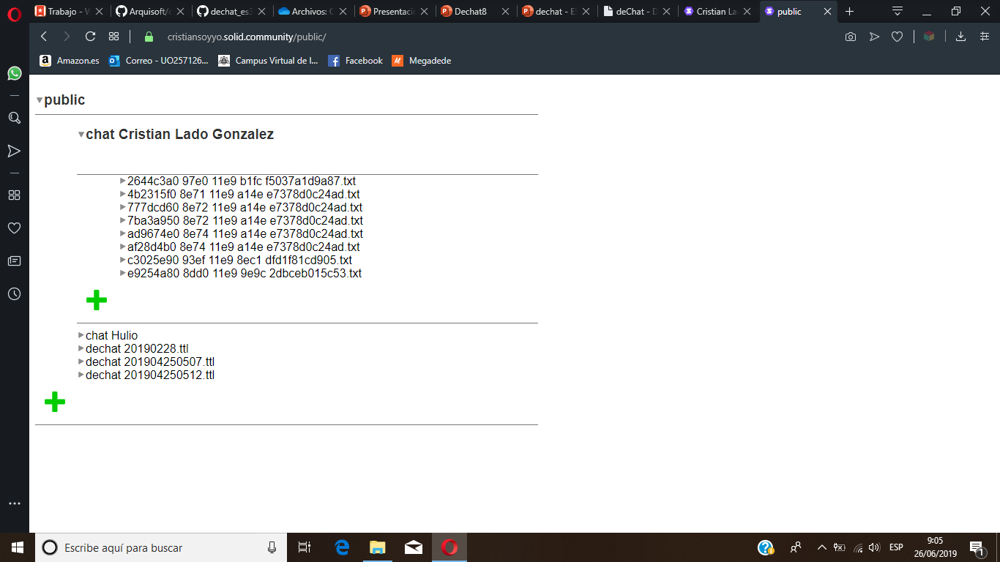 Trabajo - W
Arquisoft/d
dechat_es3
Archivos: C
Presentació
Dechat8
dechat - ES
deChat - D
Cristian La
public
cristiansoyyo.solid.community/public/
Amazon.es
Correo - UO257126...
Campus Virtual de l...
Facebook
Megadede
public
chat Cristian Lado Gonzalez
2644c3a0 97e0 11e9 b1fc f5037a1d9a87.txt
4b2315f0 8e71 11e9 a14e e7378d0c24ad.txt
777dcd60 8e72 11e9 a14e e7378d0c24ad.txt
7ba3a950 8e72 11e9 a14e e7378d0c24ad.txt
ad9674e0 8e74 11e9 a14e e7378d0c24ad.txt
af28d4b0 8e74 11e9 a14e e7378d0c24ad.txt
c3025e90 93ef 11e9 8ec1 dfd1f81cd905.txt
e9254a80 8dd0 11e9 9e9c 2dbceb015c53.txt
chat Hulio
dechat 20190228.ttl
dechat 201904250507.ttl
dechat 201904250512.ttl
Escribe aquí para buscar
ESP
9:05
26/06/2019
1